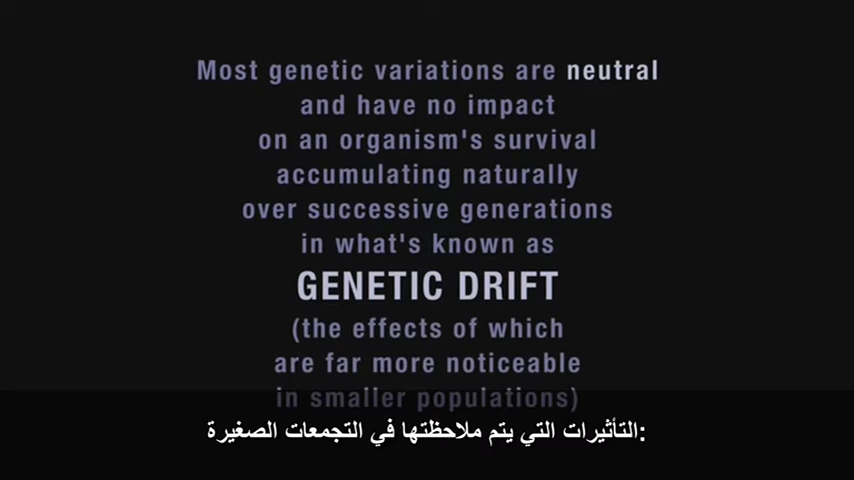 Most genetic variations are neutral
and have no impact
on an organism's survival
accumulating naturally
over successive generations
in what's known as
GENETIC DRIFT
(the effects of which
are far more noticeable
in smaller populations)
التأثيرات التي يتم ملاحظتها في التجمعات الصغيرة: